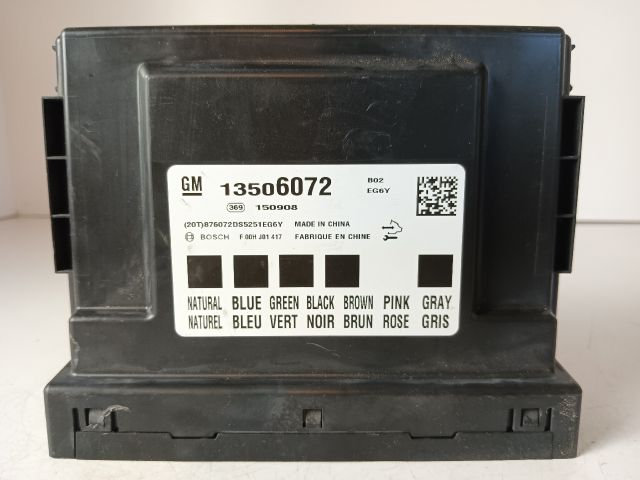 GM 13506072 B02
EG6Y
369 150908
(20T)876072DS5251EG6Y MADE IN CHINA
BOSCH F 00H J01 417 FABRIQUE EN CHINE
NATURAL BLUE GREEN BLACK BROWN PINK GRAY
NATUREL BLEU VERT NOIR BRUN ROSE GRIS